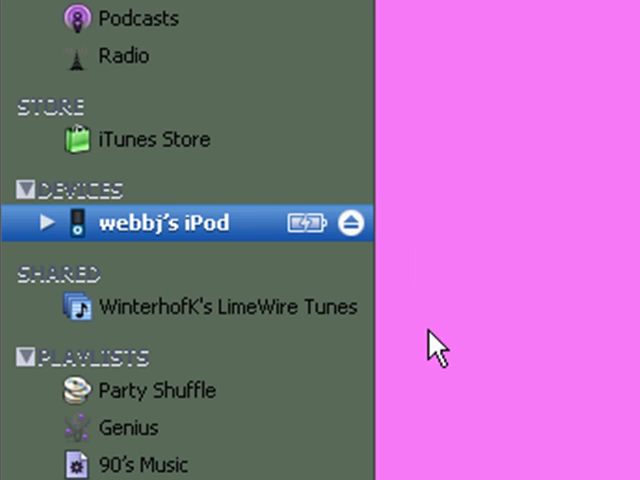 Podcasts
Radio
STORE
iTunes Store
DEVICES
webbj's iPod
SHARED
WinterhofK's LimeWire Tunes
PLAYLISTS
Party Shuffle
Genius
90's Music